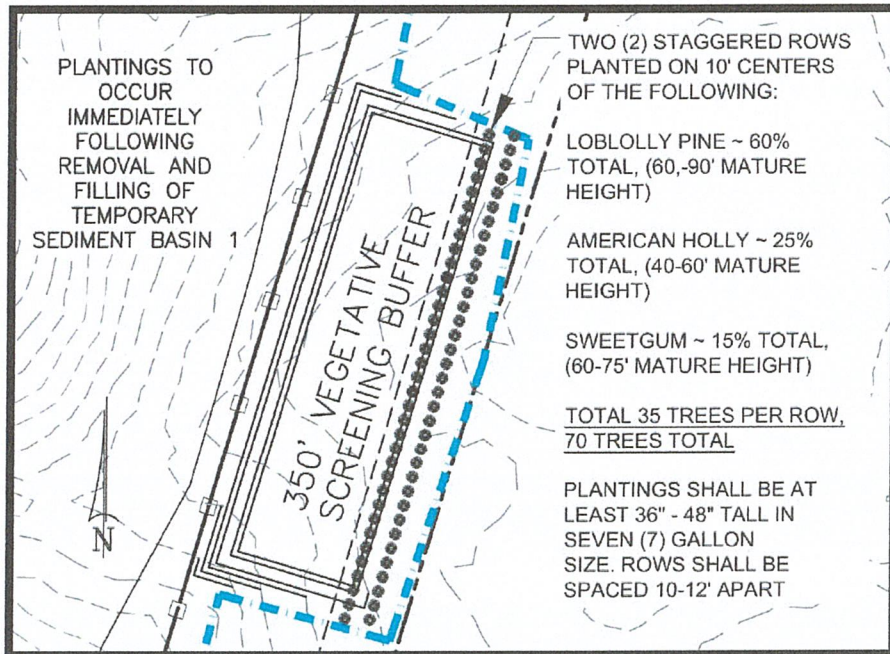 PLANTINGS TO
OCCUR
IMMEDIATELY
FOLLOWING
REMOVAL AND
FILLING OF
TEMPORARY
SEDIMENT BASIN 1
350' VEGETATIVE
SCREENING BUFFER
N
TWO (2) STAGGERED ROWS
PLANTED ON 10' CENTERS
OF THE FOLLOWING:
LOBLOLLY PINE ~ 60%
TOTAL, (60,-90' MATURE
HEIGHT)
AMERICAN HOLLY ~ 25%
TOTAL, (40-60' MATURE
HEIGHT)
SWEETGUM ~ 15% TOTAL,
(60-75' MATURE HEIGHT)
TOTAL 35 TREES PER ROW,
70 TREES TOTAL
PLANTINGS SHALL BE AT
LEAST 36" - 48" TALL IN
SEVEN (7) GALLON
SIZE. ROWS SHALL BE
SPACED 10-12' APART